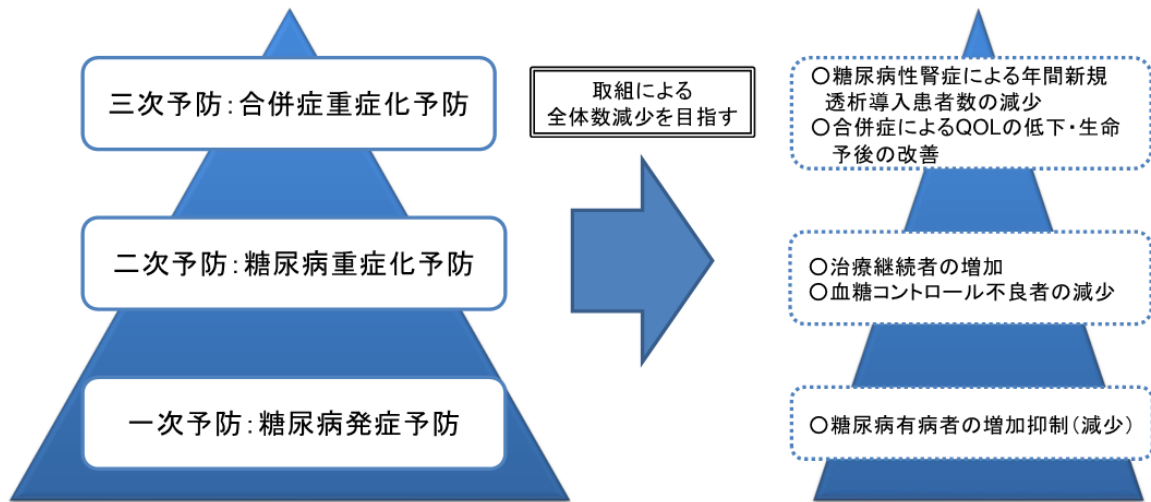 三次予防：合併症重症化予防
二次予防：糖尿病重症化予防
一次予防：糖尿病発症予防
取組による
全体数減少を目指す
○糖尿病性腎症による年間新規
透析導入患者数の減少
○合併症によるQOLの低下・生命
予後の改善
○治療継続者の増加
○血糖コントロール不良者の減少
○糖尿病有病者の増加抑制（減少）